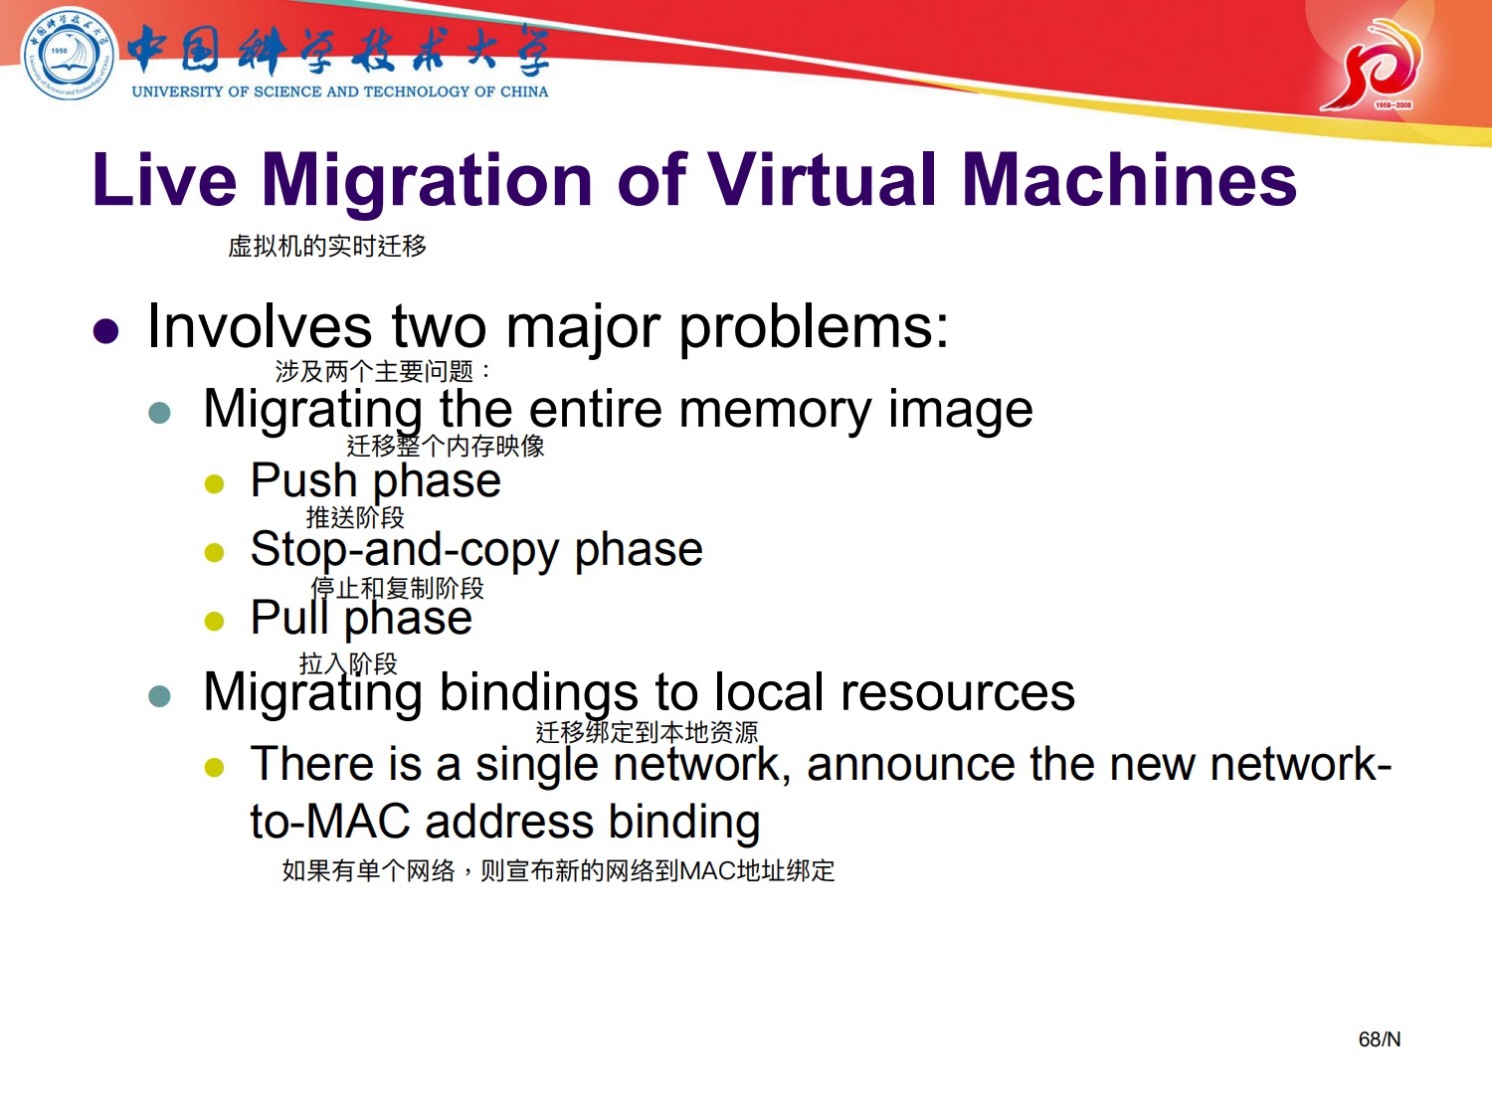 中国科学技术大学
UNIVERSITY OF SCIENCE AND TECHNOLOGY OF CHINA
1958
1958-2008
Live Migration of Virtual Machines
虚拟机的实时迁移
Involves two major problems:
涉及两个主要问题：
Migrating the entire memory image
迁移整个内存映像
Push phase
推送阶段
Stop-and-copy phase
停止和复制阶段
Pull phase
拉入阶段
Migrating bindings to local resources
迁移绑定到本地资源
There is a single network, announce the new network-
to-MAC address binding
如果有单个网络，则宣布新的网络到MAC地址绑定
68/N